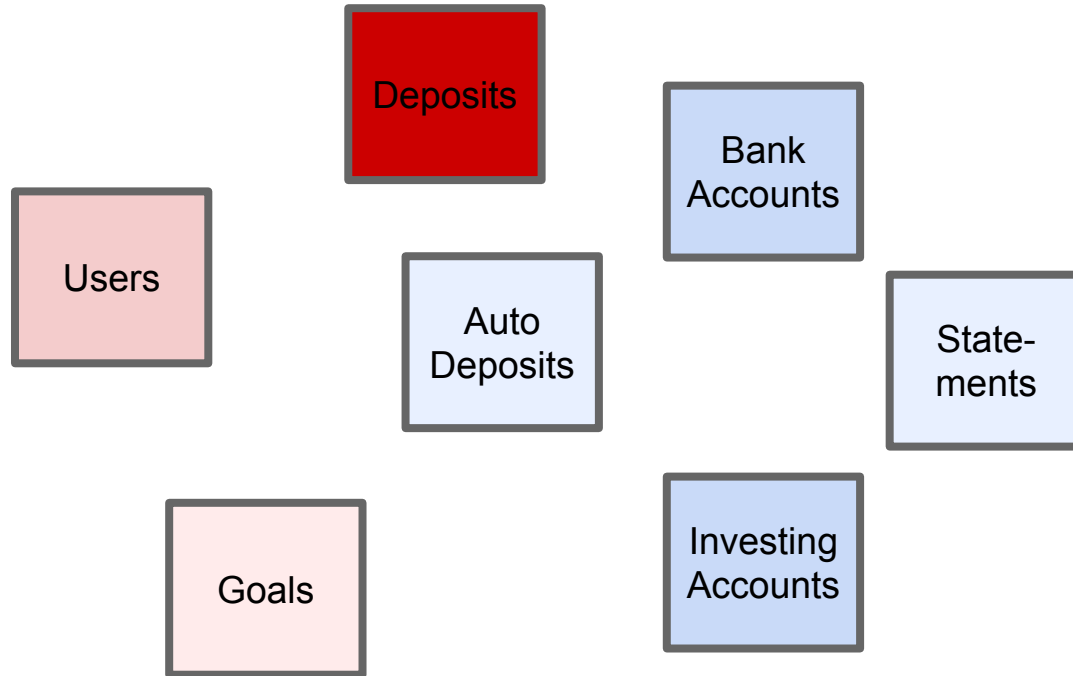 Deposits
Bank
Accounts
Users
Auto
Deposits
State-
ments
Investing
Accounts
Goals